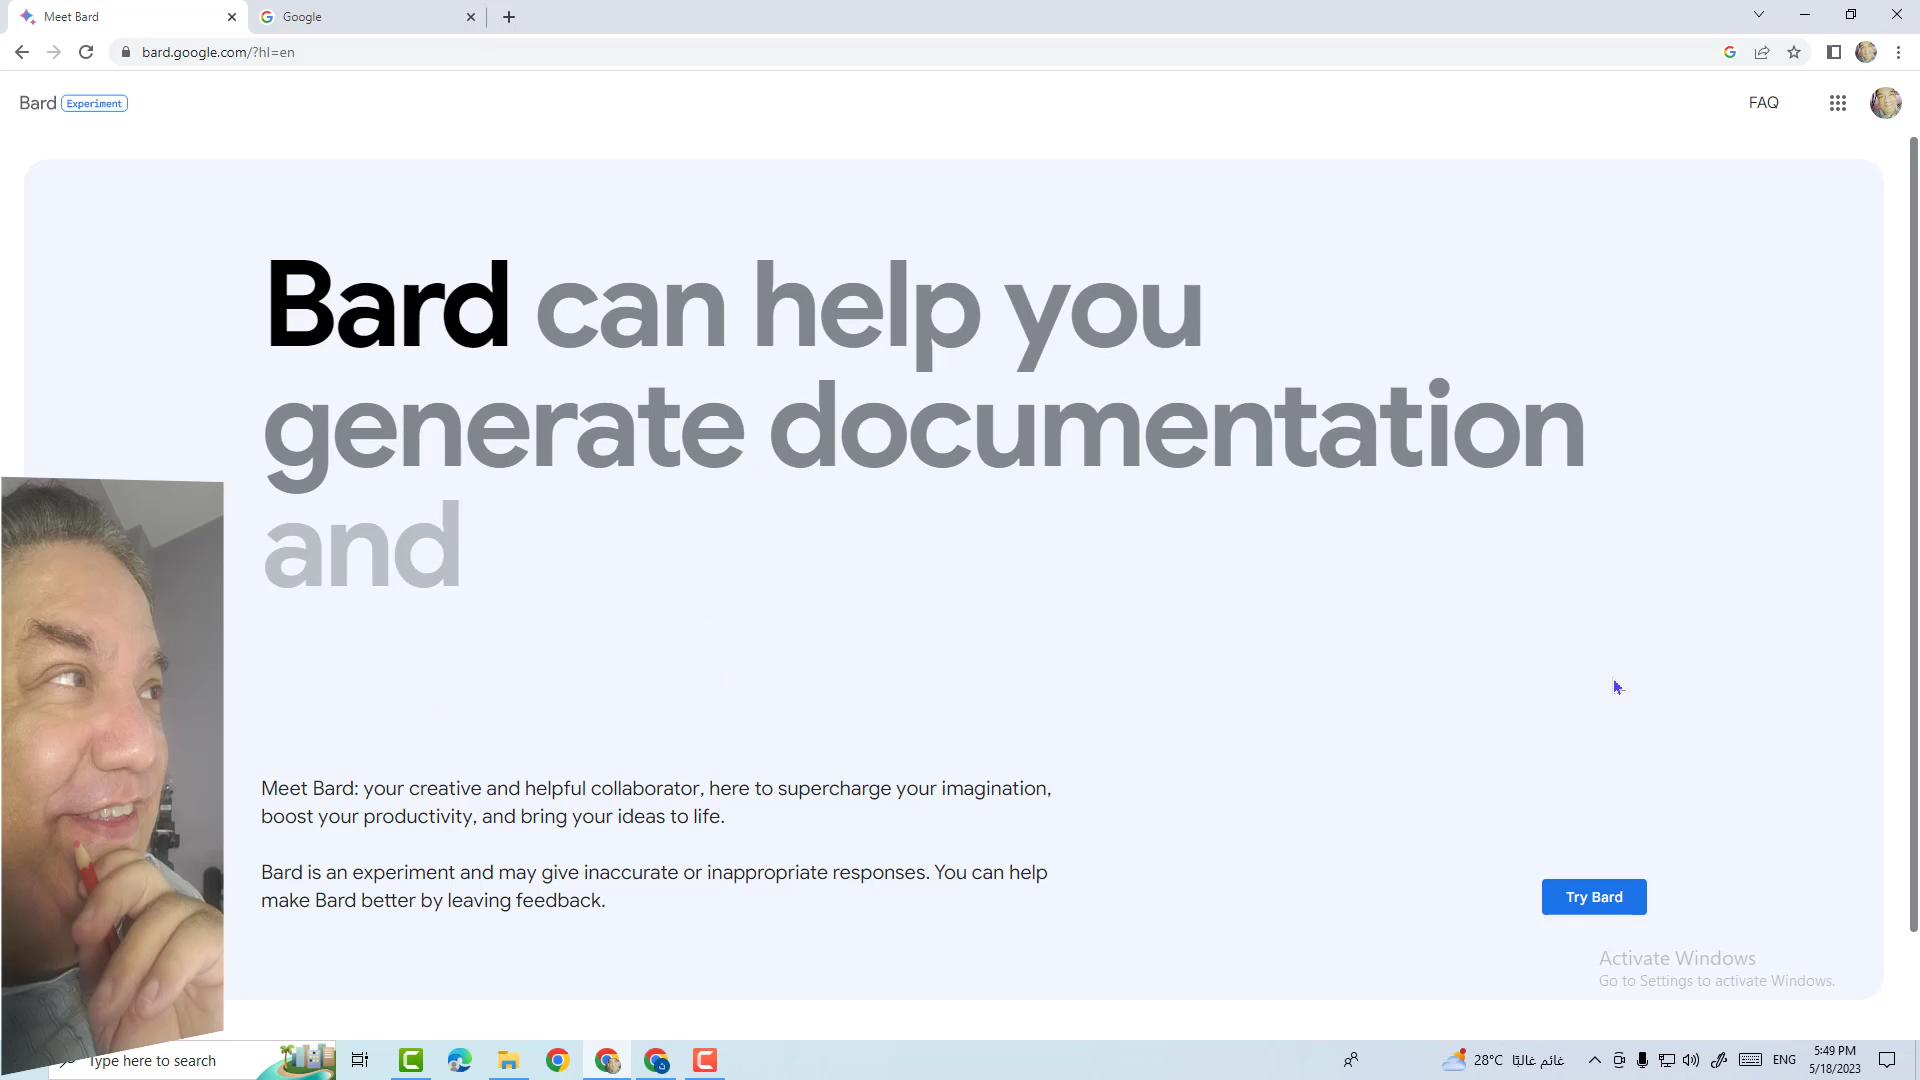 Meet Bard
Google
bard.google.com/?hl=en
Bard Experiment
FAQ
Bard can help you
generate documentation
and
Meet Bard: your creative and helpful collaborator, here to supercharge your imagination,
boost your productivity, and bring your ideas to life.
Bard is an experiment and may give inaccurate or inappropriate responses. You can help
make Bard better by leaving feedback.
Try Bard
Activate Windows
Go to Settings to activate Windows.
Type here to search
28°C غائم غالبًا
ENG
5:49 PM
5/18/2023